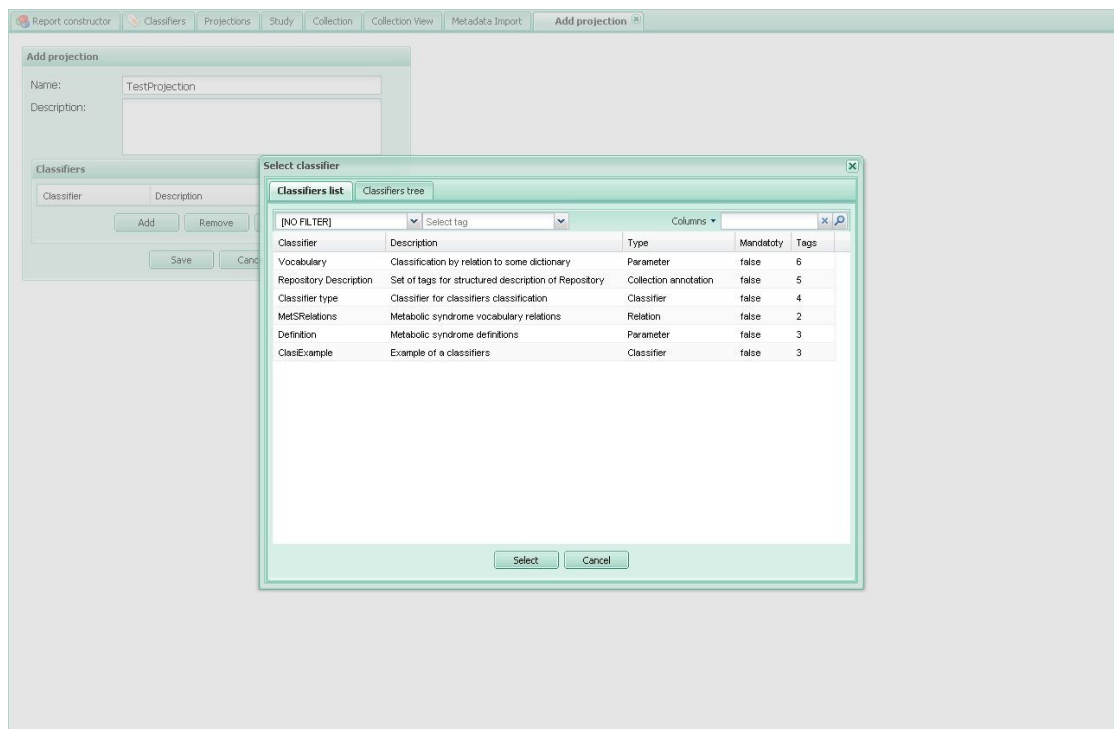 Report constructor Classifiers Projections Study Collection Collection View Metadata Import Add projection
Add projection
Name: TestProjection
Description:
Classifiers
Classifier Description
Add Remove
Save Canc
Select classifier
Classifiers list Classifiers tree
[NO FILTER] Select tag Columns
Classifier Description Type Mandatoty Tags
Vocabulary Classification by relation to some dictionary Parameter false 6
Repository Description Set of tags for structured description of Repository Collection annotation false 5
Classifier type Classifier for classifiers classification Classifier false 4
MetSRelations Metabolic syndrome vocabulary relations Relation false 2
Definition Metabolic syndrome definitions Parameter false 3
ClasiExample Example of a classifiers Classifier false 3
Select Cancel